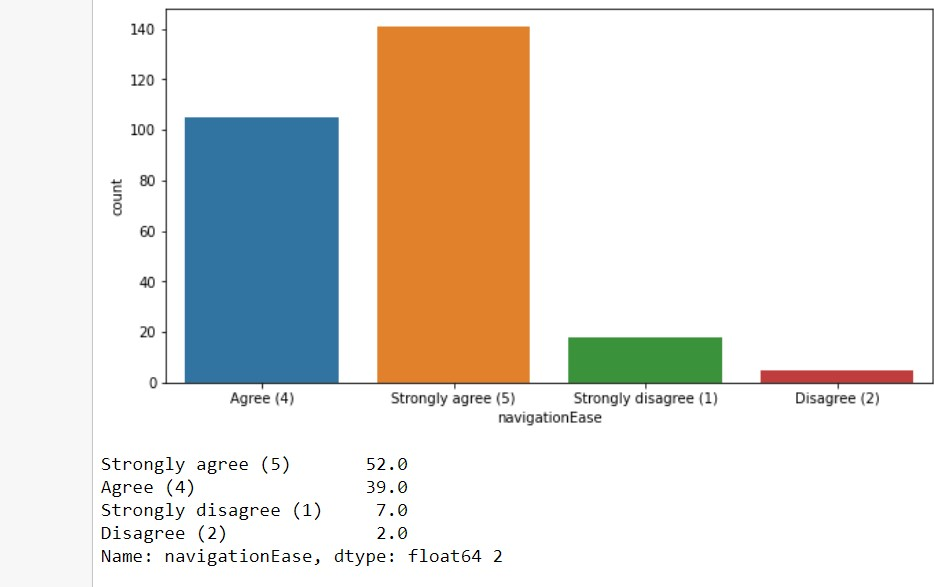 140
120
100
80
60
40
20
0
count
Agree (4) Strongly agree (5) Strongly disagree (1) Disagree (2)
navigationEase
Strongly agree (5) 52.0
Agree (4) 39.0
Strongly disagree (1) 7.0
Disagree (2) 2.0
Name: navigationEase, dtype: float64 2